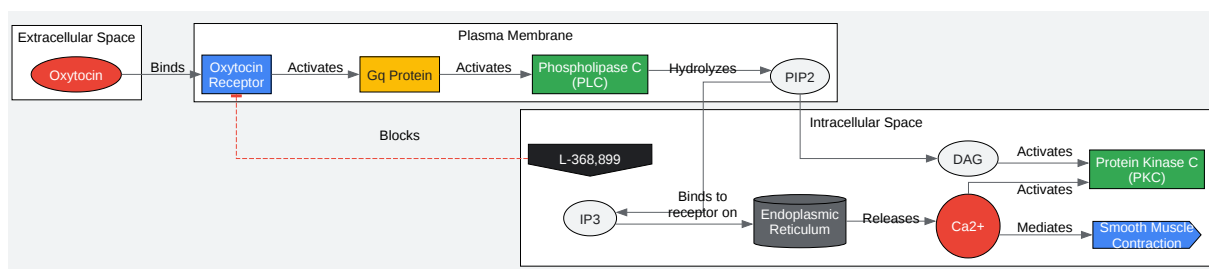 Extracellular Space
Oxytocin
Binds
Plasma Membrane
Oxytocin
Receptor
Activates
Gq Protein
Activates
Phospholipase C
(PLC)
Hydrolyzes
PIP2
Blocks
Intracellular Space
L-368,899
IP3
Binds to
receptor on
Endoplasmic
Reticulum
Releases
Ca2+
DAG
Activates
Activates
Protein Kinase C
(PKC)
Mediates
Smooth Muscle
Contraction